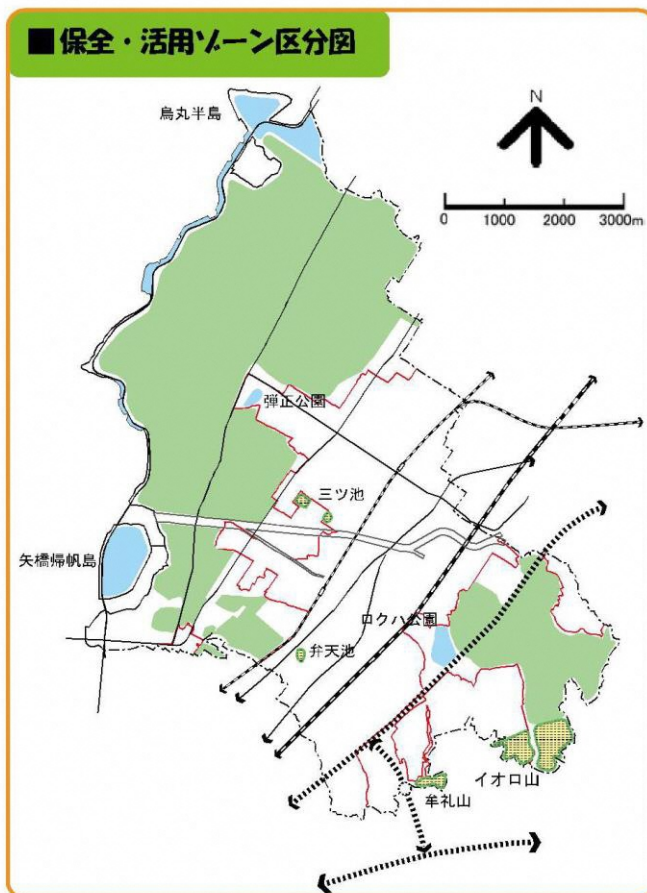 ■保全・活用ゾーン区分図
烏丸半島
N
0 1000 2000 3000m
弾正公園
三ツ池
矢橋帰帆島
ロクハ公園
弁天池
イオロ山
牟礼山